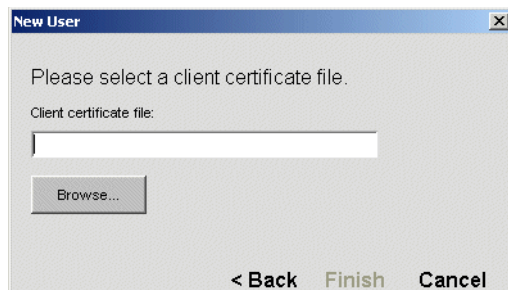 New User
Please select a client certificate file.
Client certificate file:
Browse...
< Back Finish Cancel